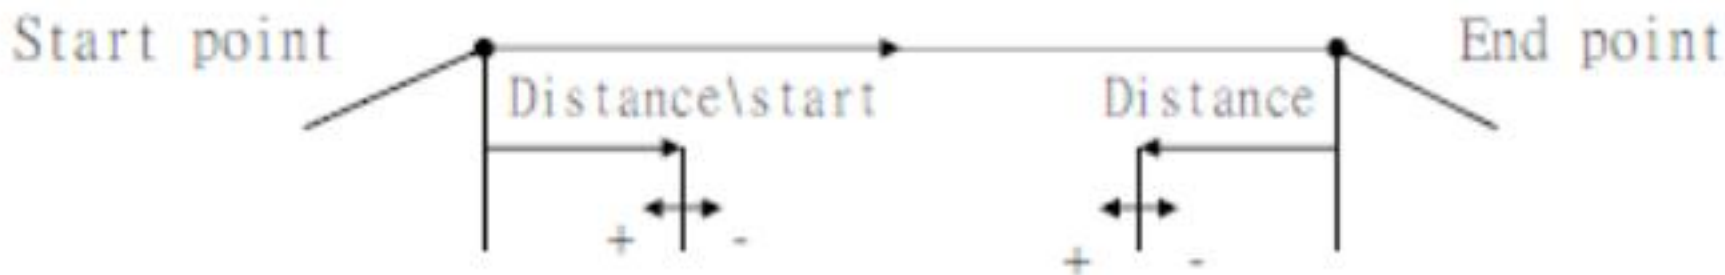 Start point
End point
Distance\start
Distance
+ -
+ -